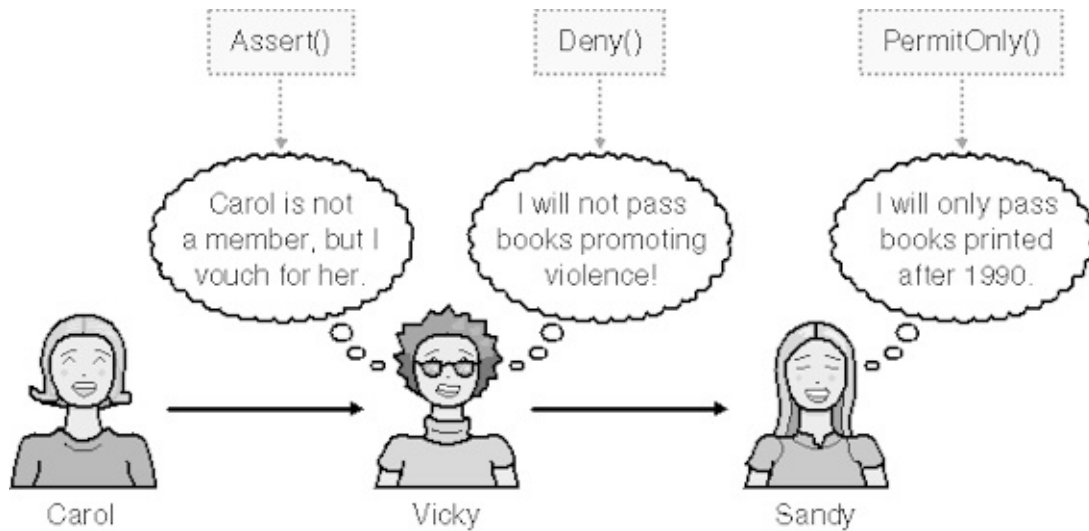 Assert()
Deny()
PermitOnly()
Carol is not
a member, but I
vouch for her.
I will not pass
books promoting
violence!
I will only pass
books printed
after 1990.
Carol
Vicky
Sandy